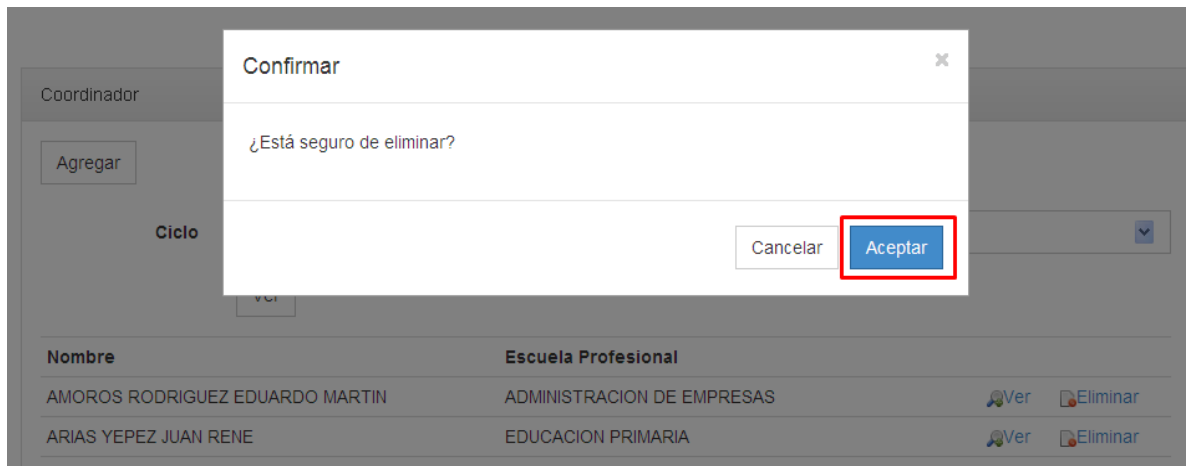 Confirmar
×
Coordinador
¿Está seguro de eliminar?
Agregar
Ciclo
Cancelar Aceptar
Ver
Nombre Escuela Profesional
AMOROS RODRIGUEZ EDUARDO MARTIN ADMINISTRACION DE EMPRESAS Ver Eliminar
ARIAS YEPEZ JUAN RENE EDUCACION PRIMARIA Ver Eliminar